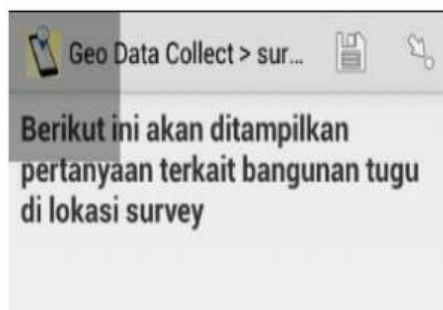 Geo Data Collect > sur...
Berikut ini akan ditampilkan
pertanyaan terkait bangunan tugu
di lokasi survey